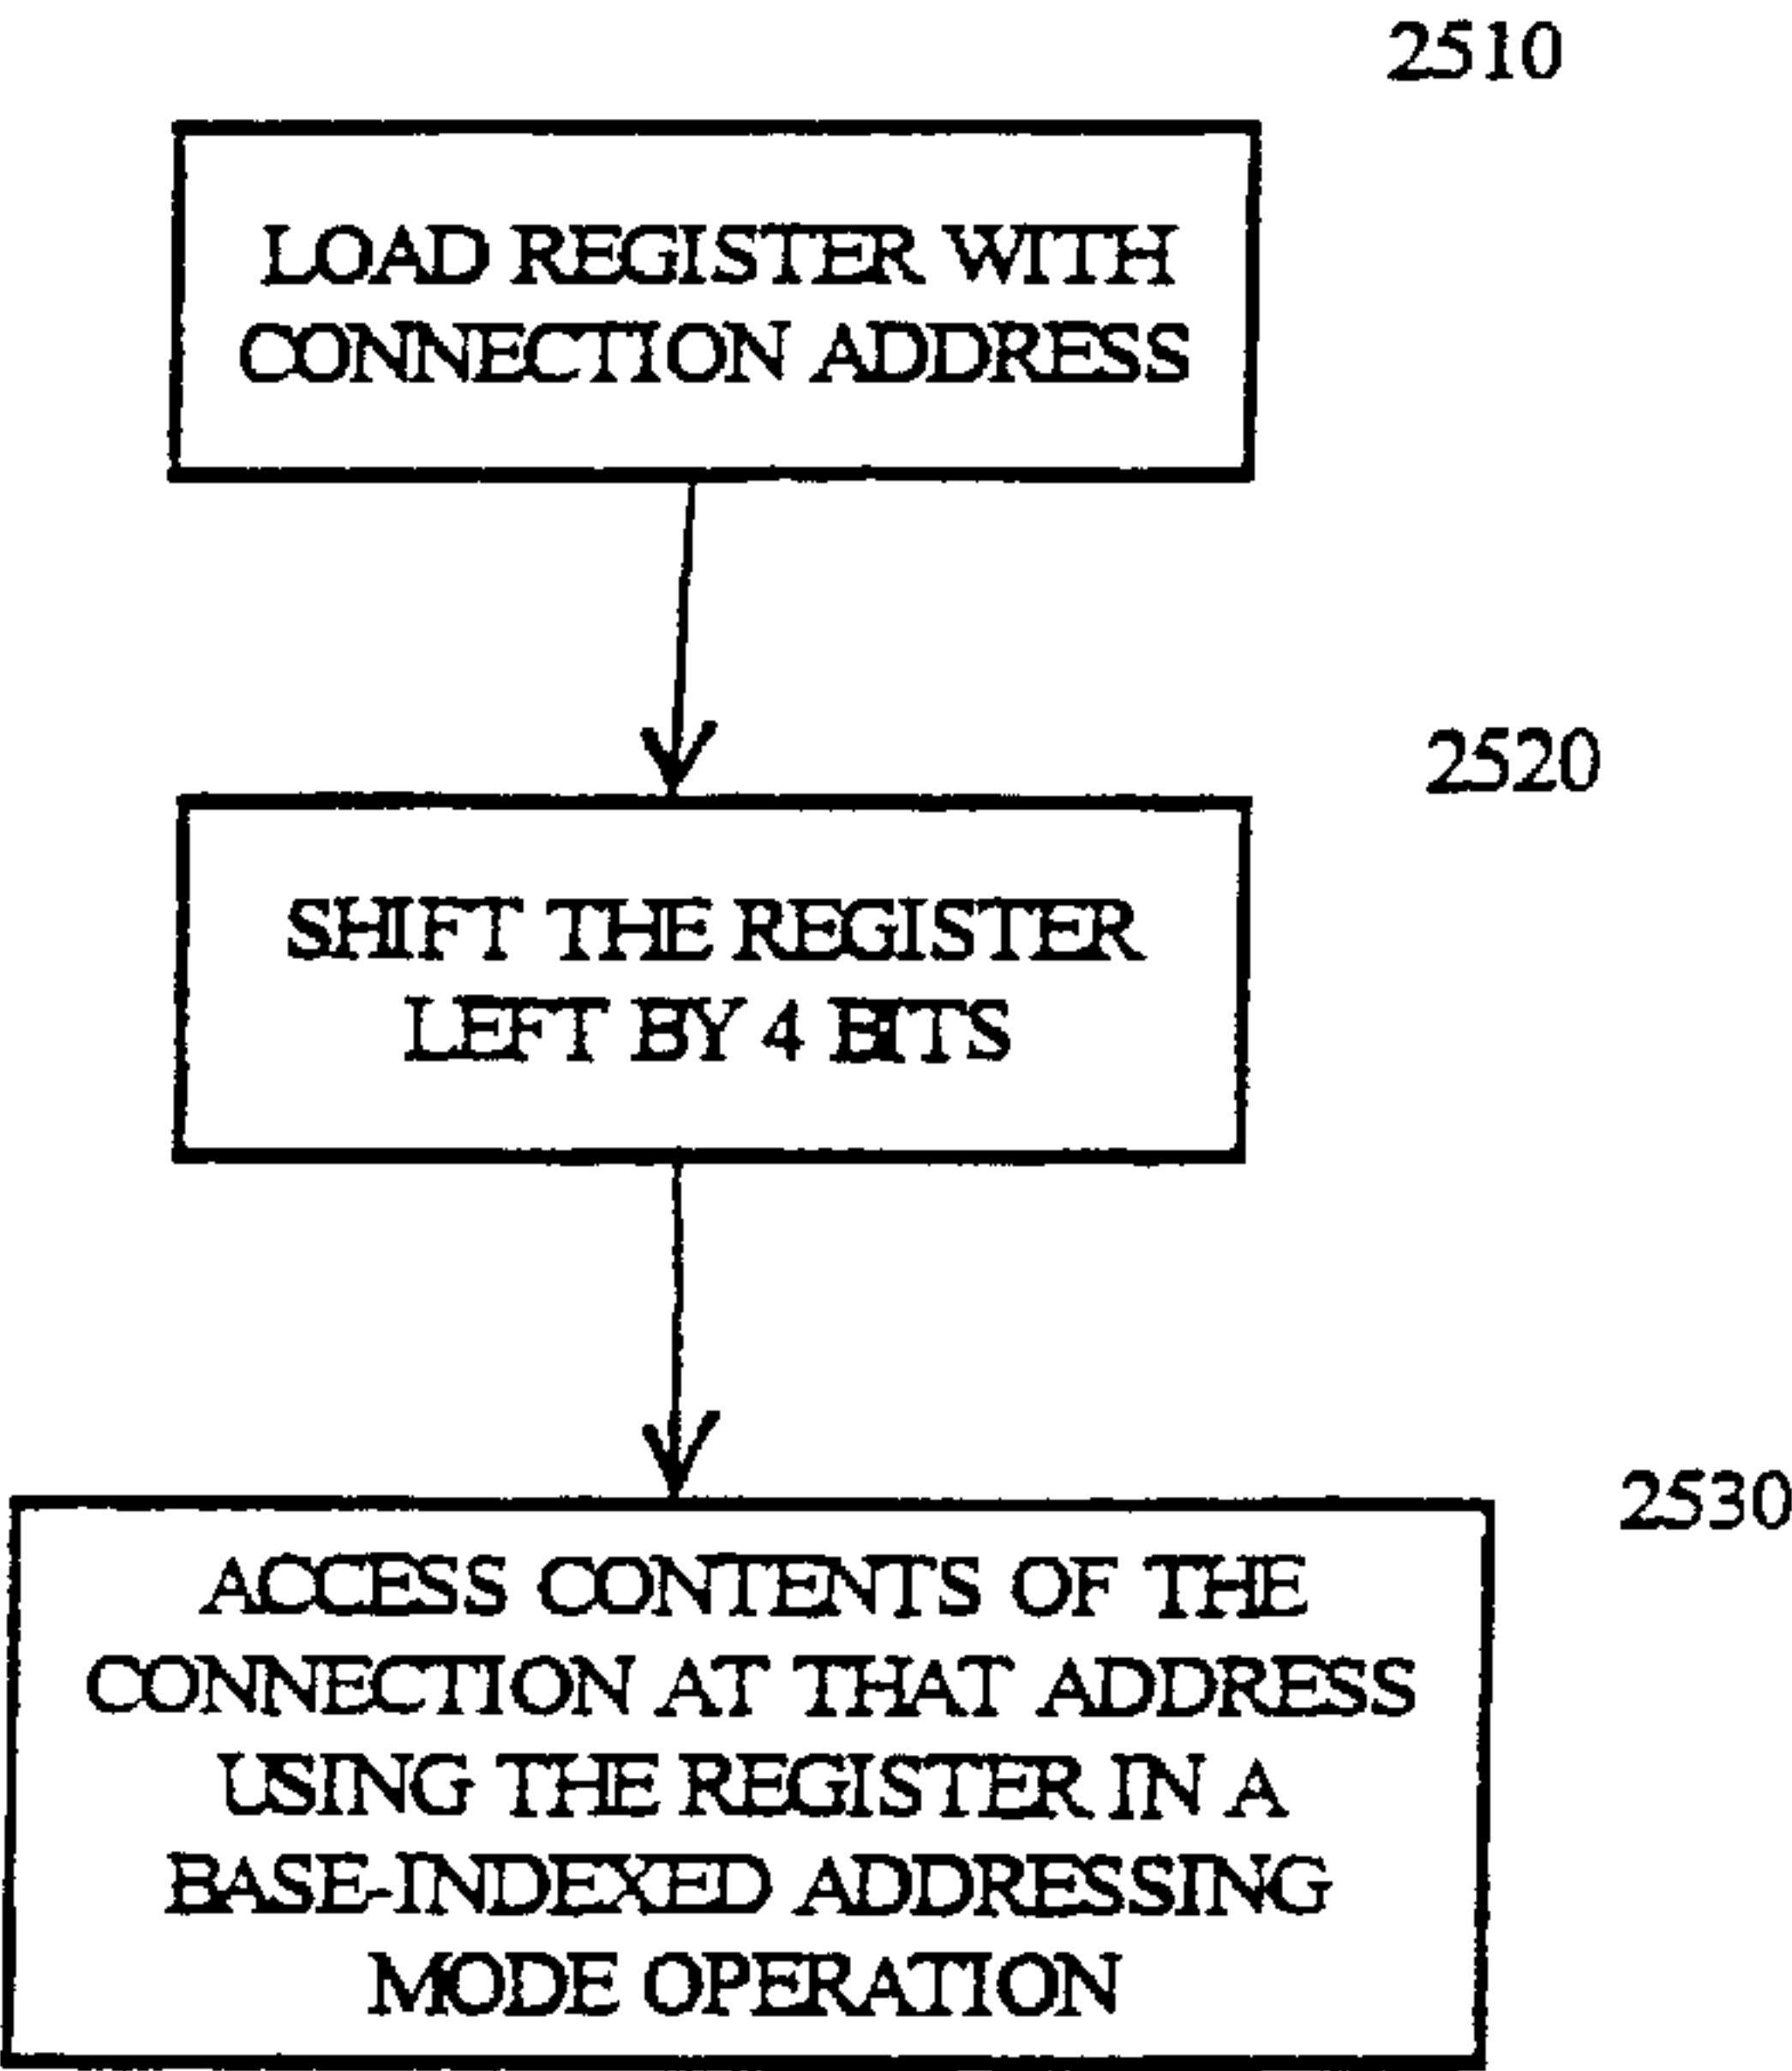 2510
LOAD REGISTER WITH
CONNECTION ADDRESS
2520
SHIFT THE REGISTER
LEFT BY 4 BITS
2530
ACCESS CONTENTS OF THE
CONNECTION AT THAT ADDRESS
USING THE REGISTER IN A
BASE-INDEXED ADDRESSING
MODE OPERATION